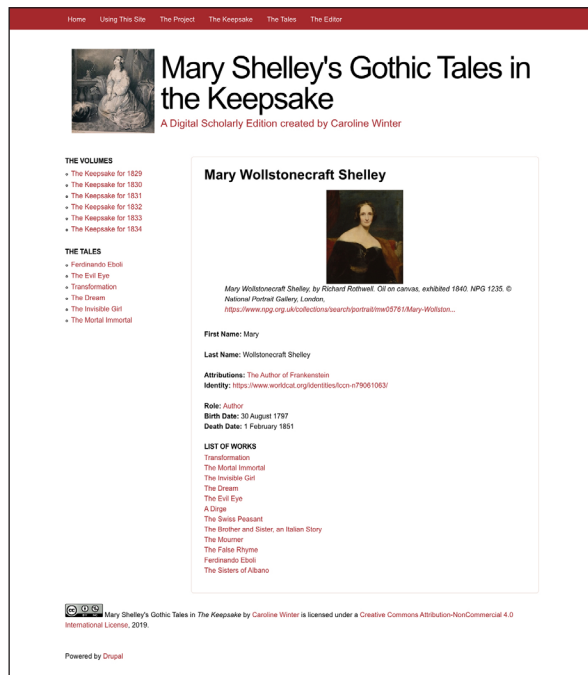 Home Using This Site The Project The Keepsake The Tales The Editor
Mary Shelley's Gothic Tales in
the Keepsake
A Digital Scholarly Edition created by Caroline Winter
THE VOLUMES
The Keepsake for 1829
The Keepsake for 1830
The Keepsake for 1831
The Keepsake for 1832
The Keepsake for 1833
The Keepsake for 1834
THE TALES
Ferdinando Eboli
The Evil Eye
Transformation
The Dream
The Invisible Girl
The Mortal Immortal
Mary Wollstonecraft Shelley
Mary Wollstonecraft Shelley, by Richard Rothwell. Oil on canvas, exhibited 1840. NPG 1235. ©
National Portrait Gallery, London,
https://www.npg.org.uk/collections/search/portrait/mw05761/Mary-Wollston...
First Name: Mary
Last Name: Wollstonecraft Shelley
Attributions: The Author of Frankenstein
Identity: https://www.worldcat.org/identities/lccn-n79061063/
Role: Author
Birth Date: 30 August 1797
Death Date: 1 February 1851
LIST OF WORKS
Transformation
The Mortal Immortal
The Invisible Girl
The Dream
The Evil Eye
A Dirge
The Swiss Peasant
The Brother and Sister, an Italian Story
The Mourner
The False Rhyme
Ferdinando Eboli
The Sisters of Albano
Mary Shelley's Gothic Tales in The Keepsake by Caroline Winter is licensed under a Creative Commons Attribution-NonCommercial 4.0
International License, 2019.
Powered by Drupal